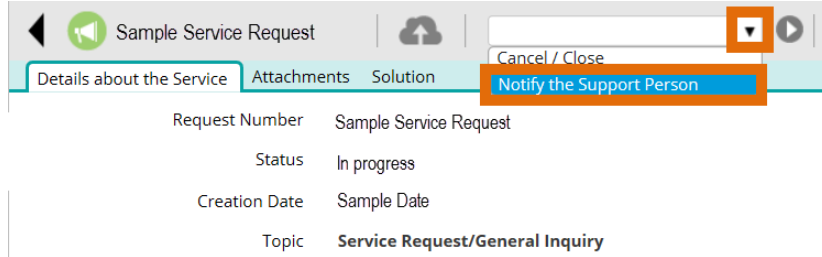 Sample Service Request
Cancel / Close
Details about the Service Attachments Solution
Notify the Support Person
Request Number Sample Service Request
Status In progress
Creation Date Sample Date
Topic Service Request/General Inquiry